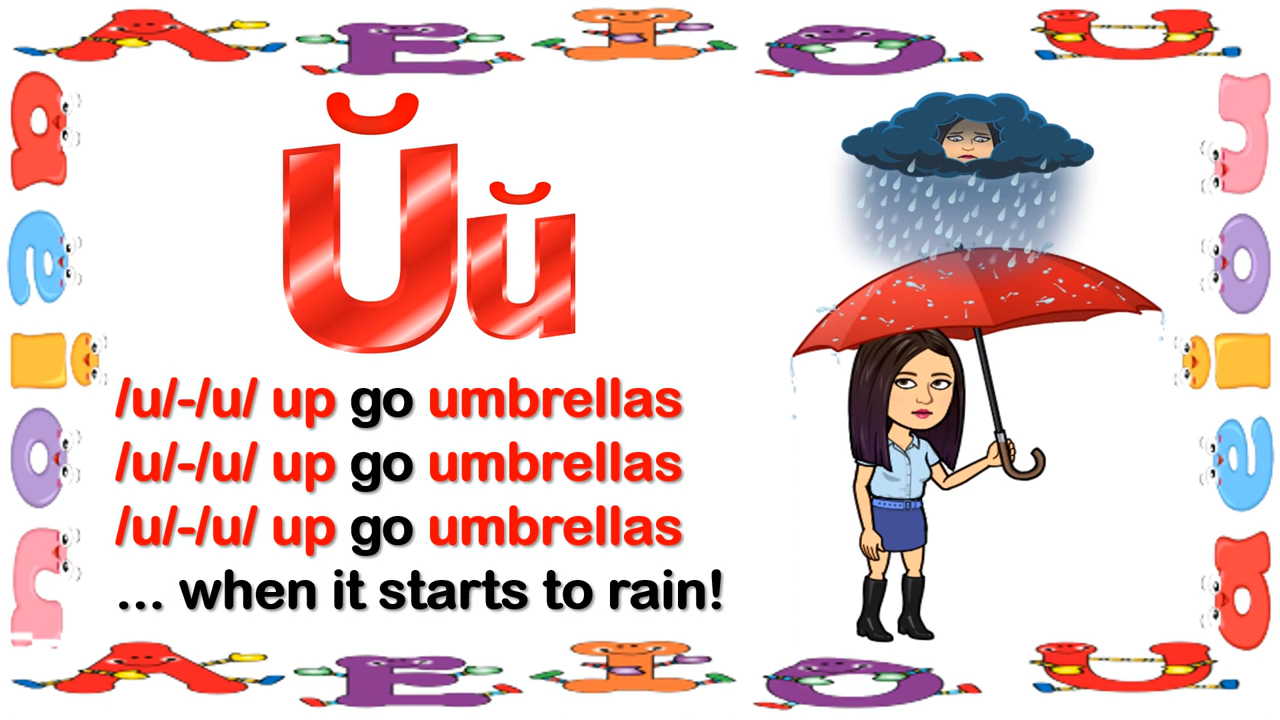 A E I O U
Ŭŭ
/u/-/u/ up go umbrellas
/u/-/u/ up go umbrellas
/u/-/u/ up go umbrellas
... when it starts to rain!
a
e
i
o
u
u
o
i
e
a
A E I O U